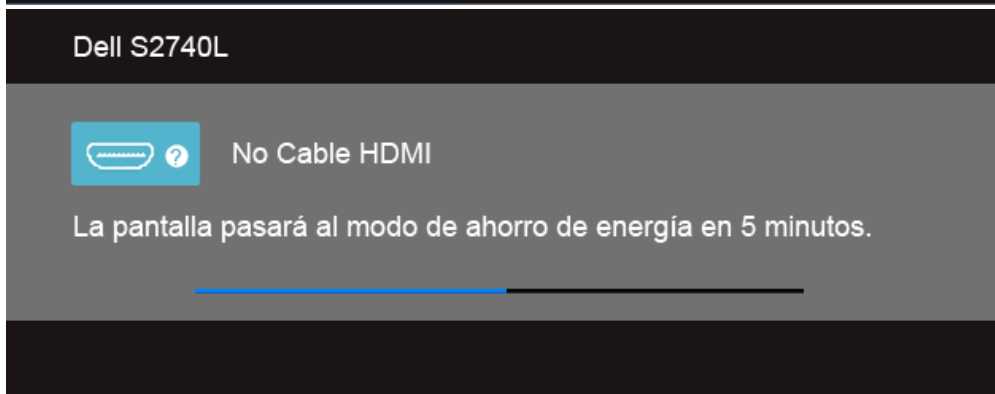 Dell S2740L
No Cable HDMI
La pantalla pasará al modo de ahorro de energía en 5 minutos.